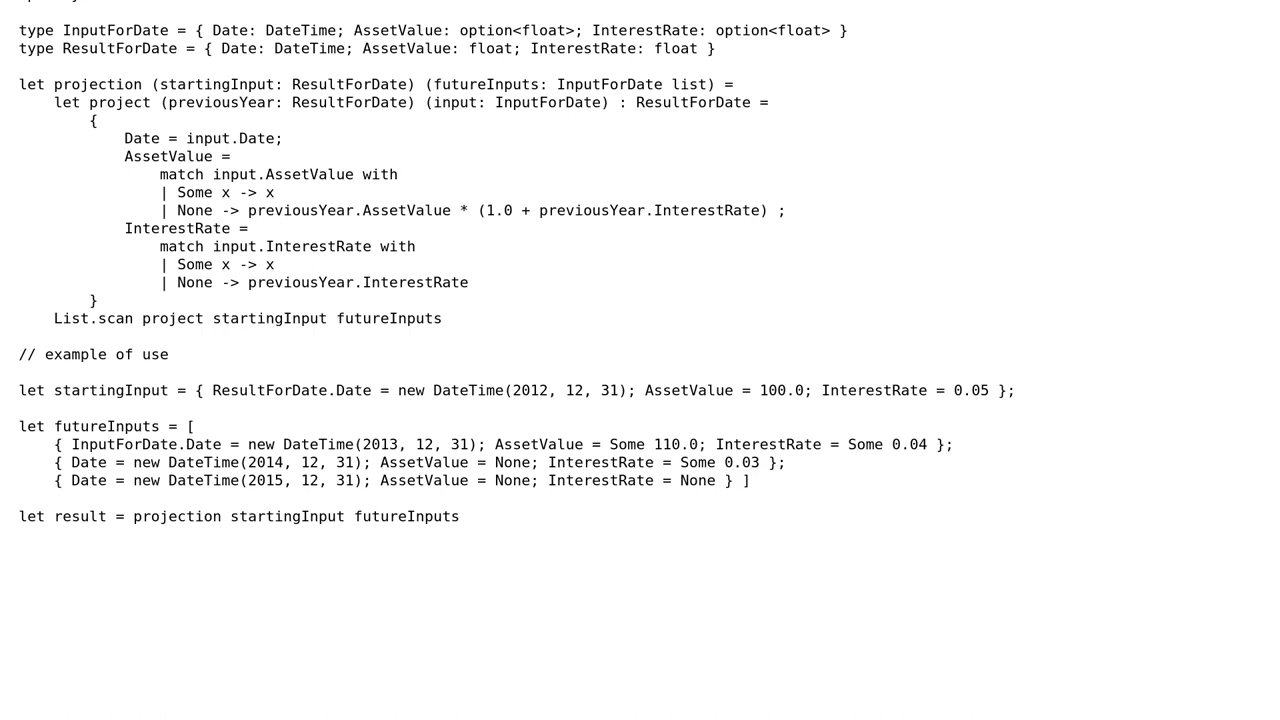 type InputForDate = { Date: DateTime; AssetValue: option<float>; InterestRate: option<float> }
type ResultForDate = { Date: DateTime; AssetValue: float; InterestRate: float }

let projection (startingInput: ResultForDate) (futureInputs: InputForDate list) =
    let project (previousYear: ResultForDate) (input: InputForDate) : ResultForDate =
        {
            Date = input.Date;
            AssetValue =
                match input.AssetValue with
                | Some x -> x
                | None -> previousYear.AssetValue * (1.0 + previousYear.InterestRate) ;
            InterestRate =
                match input.InterestRate with
                | Some x -> x
                | None -> previousYear.InterestRate
        }
    List.scan project startingInput futureInputs

// example of use

let startingInput = { ResultForDate.Date = new DateTime(2012, 12, 31); AssetValue = 100.0; InterestRate = 0.05 };

let futureInputs = [
    { InputForDate.Date = new DateTime(2013, 12, 31); AssetValue = Some 110.0; InterestRate = Some 0.04 };
    { Date = new DateTime(2014, 12, 31); AssetValue = None; InterestRate = Some 0.03 };
    { Date = new DateTime(2015, 12, 31); AssetValue = None; InterestRate = None } ]

let result = projection startingInput futureInputs